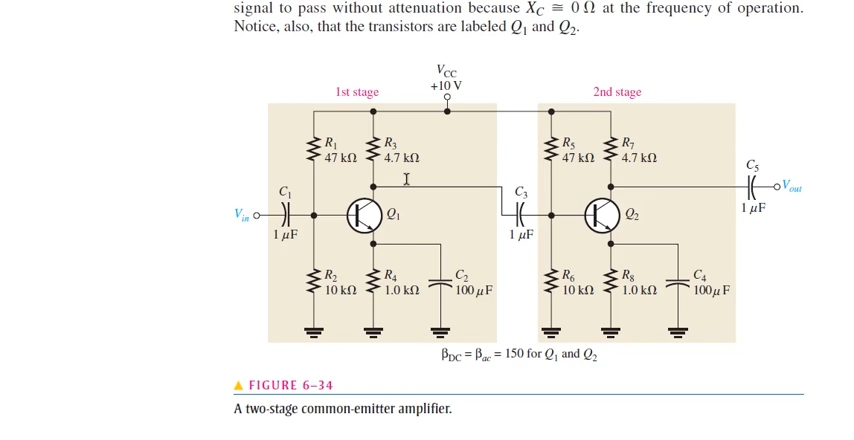 signal to pass without attenuation because X_C ≅ 0 Ω at the frequency of operation.
Notice, also, that the transistors are labeled Q₁ and Q₂.
V_CC
+10 V
1st stage
2nd stage
R₁
47 kΩ
R₃
4.7 kΩ
R₅
47 kΩ
R₇
4.7 kΩ
C₅
V_out
1 μF
C₁
V_in
1 μF
Q₁
C₃
1 μF
Q₂
R₂
10 kΩ
R₄
1.0 kΩ
C₂
100 μF
R₆
10 kΩ
R₈
1.0 kΩ
C₄
100 μF
β_DC = β_ac = 150 for Q₁ and Q₂
▲ FIGURE 6–34
A two-stage common-emitter amplifier.